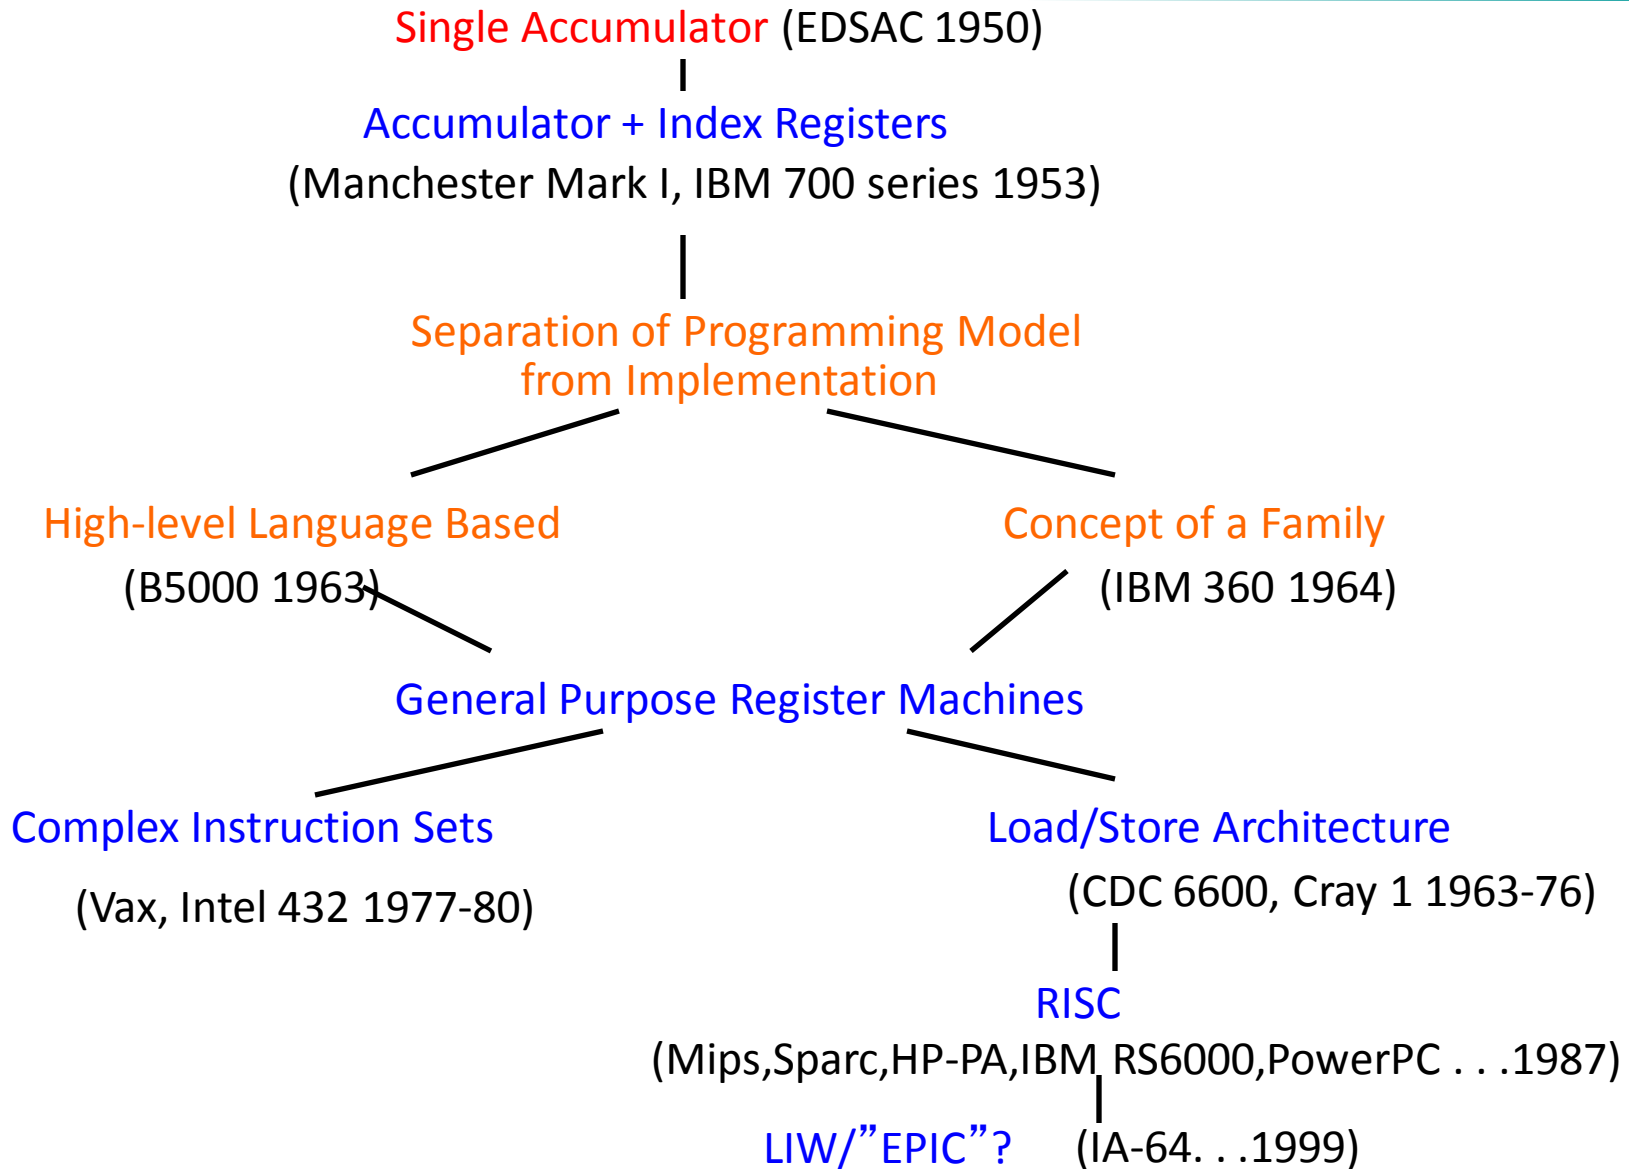 Single Accumulator (EDSAC 1950)
Accumulator + Index Registers
(Manchester Mark I, IBM 700 series 1953)
Separation of Programming Model
from Implementation
High-level Language Based
Concept of a Family
(B5000 1963)
(IBM 360 1964)
General Purpose Register Machines
Complex Instruction Sets
Load/Store Architecture
(Vax, Intel 432 1977-80)
(CDC 6600, Cray 1 1963-76)
RISC
(Mips,Sparc,HP-PA,IBM RS6000,PowerPC . . .1987)
LIW/”EPIC”? (IA-64. . .1999)